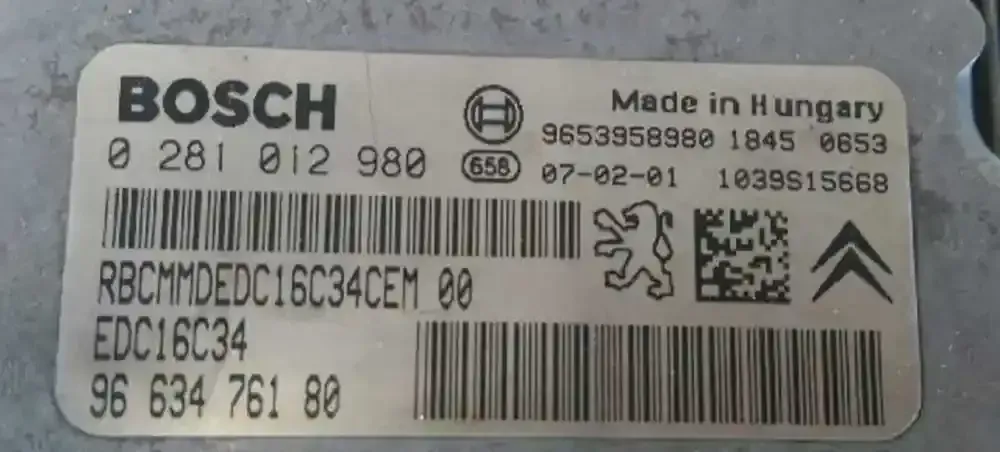 BOSCH
Made in Hungary
9653958980 1845 0653
0 281 012 980
658
07-02-01 1039S15668
RBCMMDEDC16C34CEM 00
EDC16C34
96 634 761 80